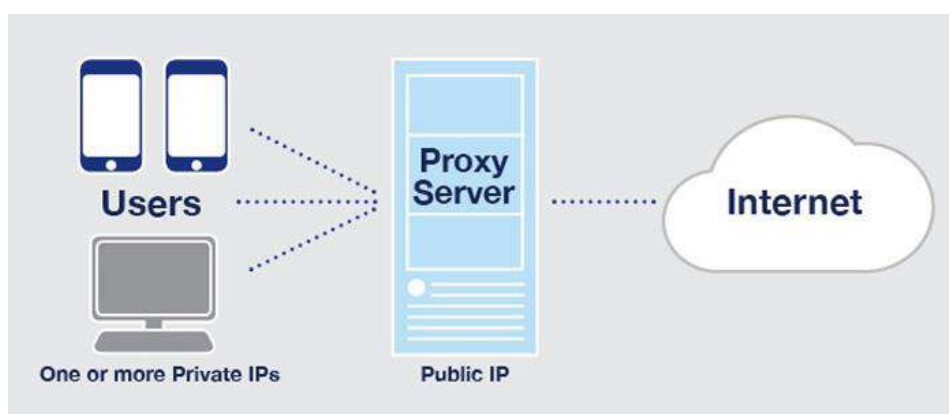 Users
One or more Private IPs
Proxy
Server
Public IP
Internet